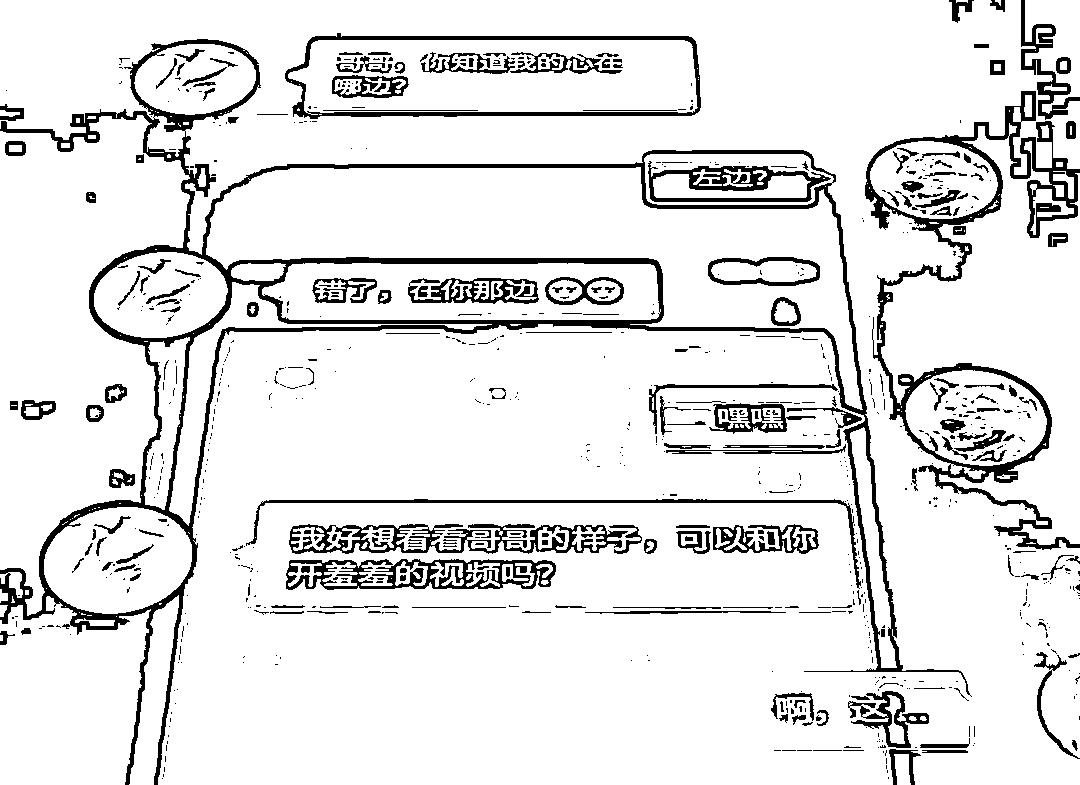 哥哥，你知道我的心在
哪边？
左边？
错了，在你那边
嘿嘿
我好想看看哥哥的样子，可以和你
开羞羞的视频吗？
啊，这...